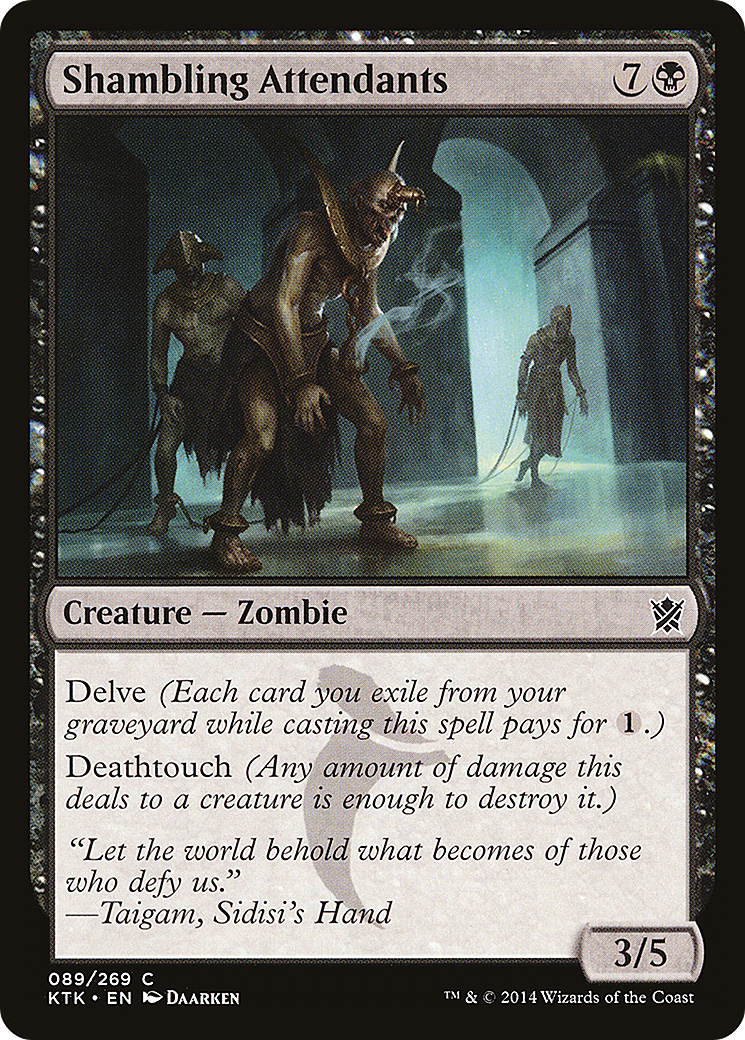 Shambling Attendants 7
Creature — Zombie
Delve (Each card you exile from your
graveyard while casting this spell pays for 1.)
Deathtouch (Any amount of damage this
deals to a creature is enough to destroy it.)
“Let the world behold what becomes of those
who defy us.”
—Taigam, Sidisi’s Hand
3/5
089/269 C
KTK • EN DAARKEN
™ & © 2014 Wizards of the Coast